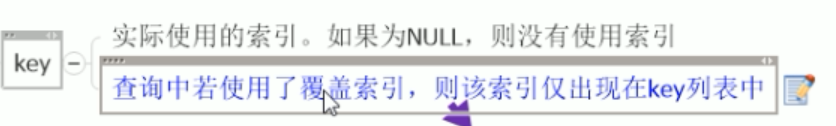 key
实际使用的索引。如果为NULL，则没有使用索引
查询中若使用了覆盖索引，则该索引仅出现在key列表中